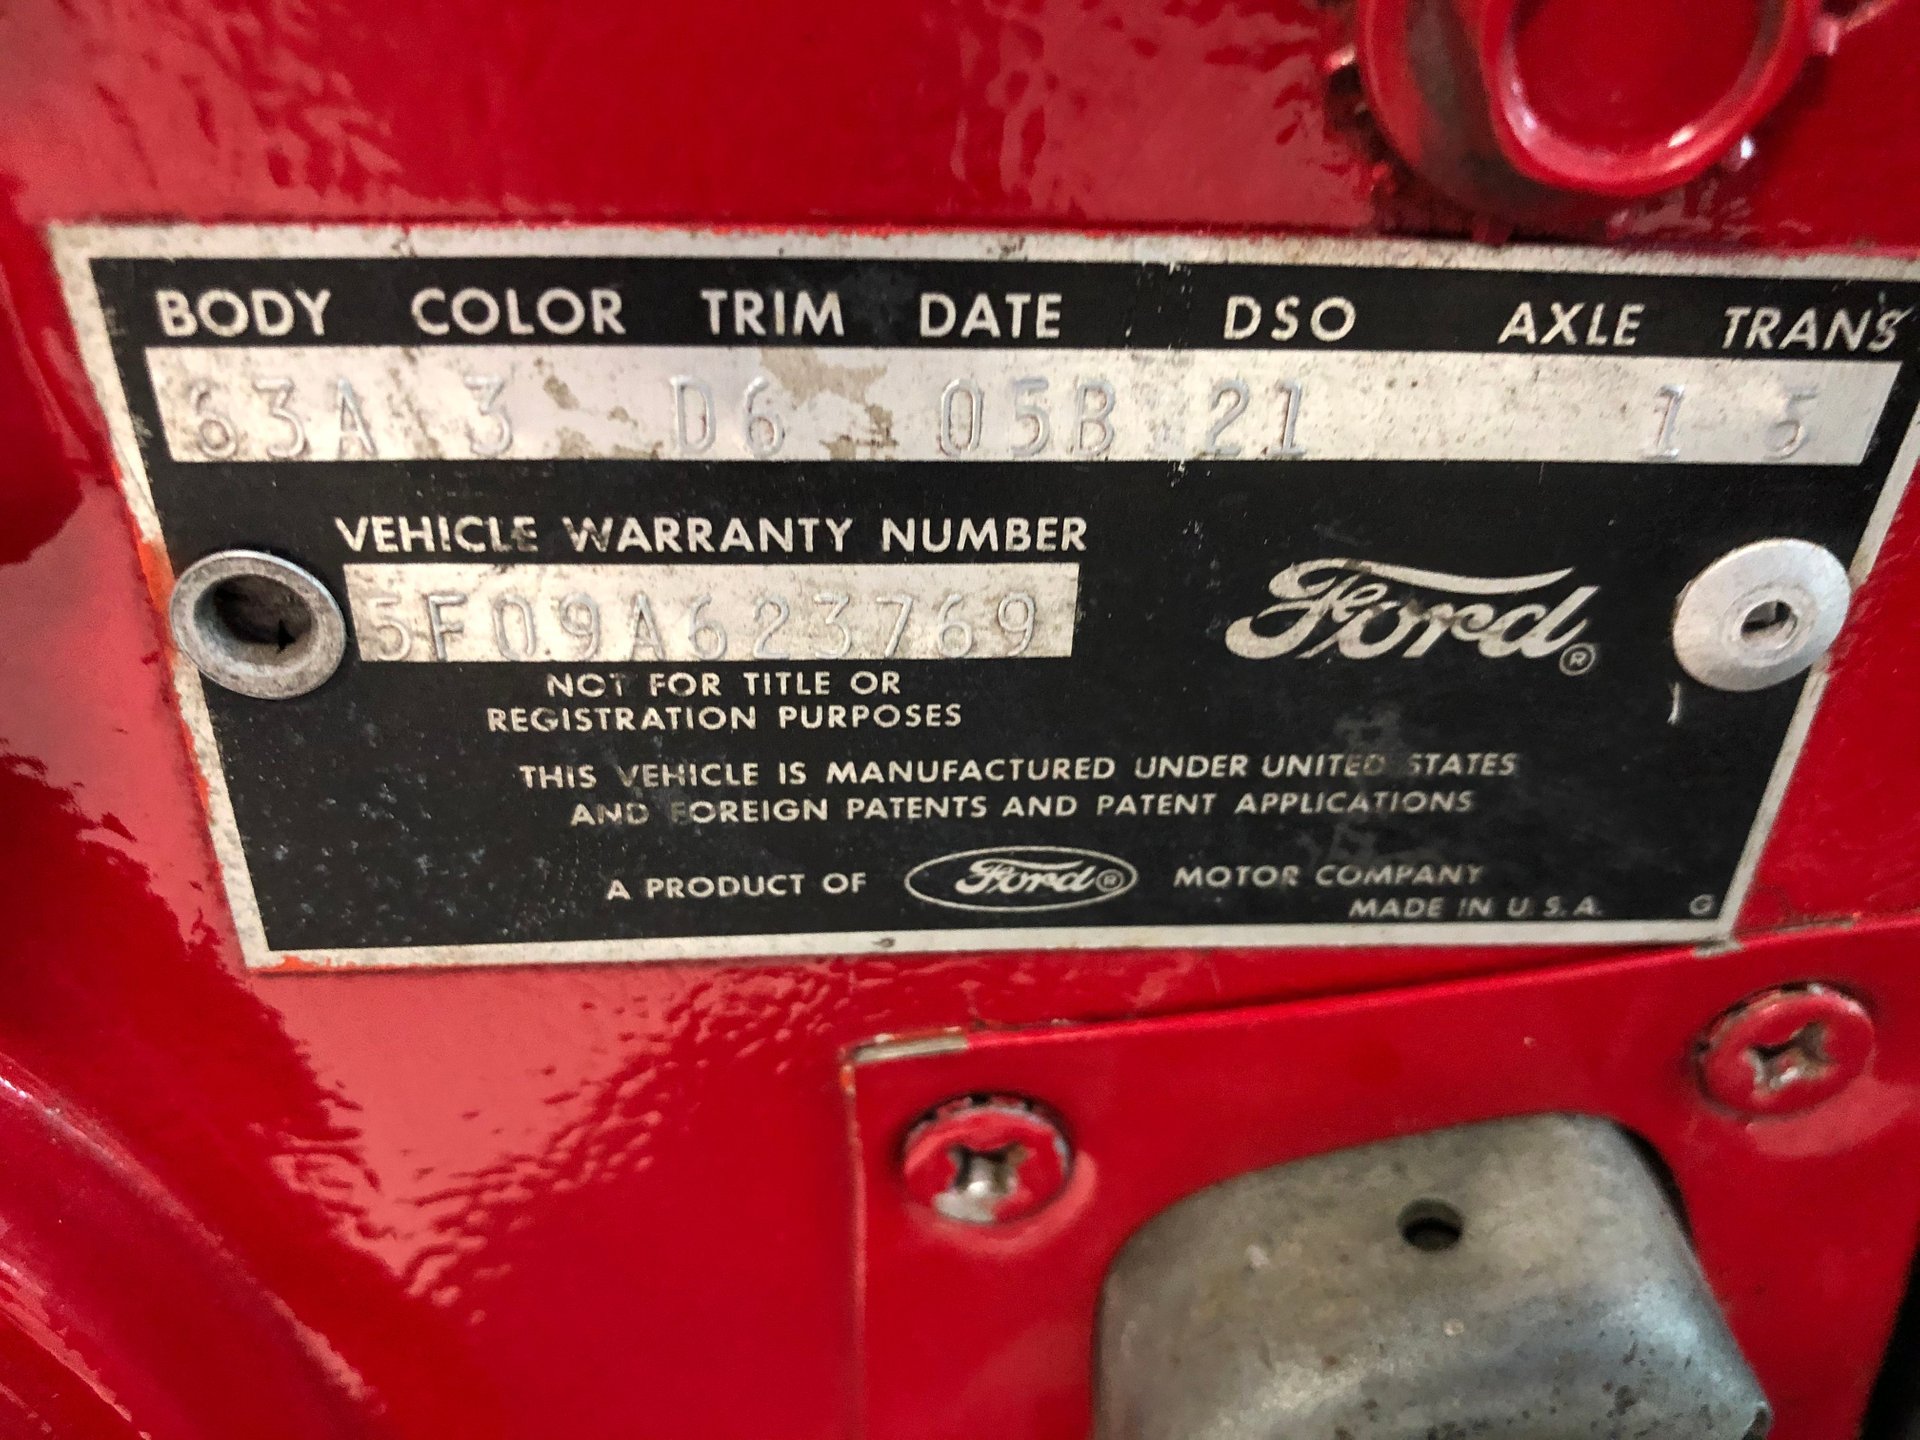 BODY COLOR TRIM DATE DSO AXLE TRANS
63A 3 D6 05B 21 1 5
VEHICLE WARRANTY NUMBER
5F09A623769
Ford ®
NOT FOR TITLE OR
REGISTRATION PURPOSES
THIS VEHICLE IS MANUFACTURED UNDER UNITED STATES
AND FOREIGN PATENTS AND PATENT APPLICATIONS
A PRODUCT OF Ford ® MOTOR COMPANY
MADE IN U.S.A. G